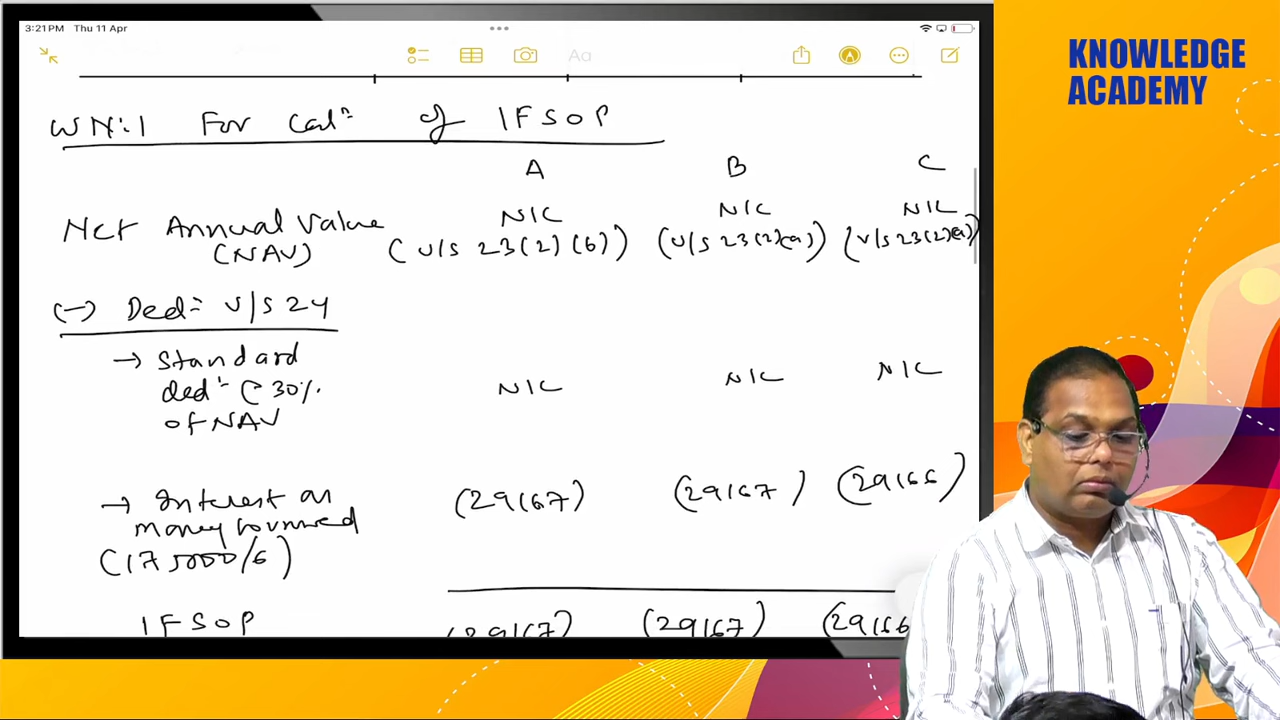 3:21PM Thu 11 Apr
Aa
KNOWLEDGE
ACADEMY
WN:1 For Calⁿ of IFSOP
A B C
Net Annual Value NIL NIL NIL
(NAV) (U/S 23(2)(b)) (U/S 23(2)(a)) (U/S 23(2)(a))
(-) Dedⁿ U/S 24
→ Standard
dedⁿ @ 30% NIL NIL NIL
of NAV
→ Interest on (29167) (29167) (29166)
money borrowed
(175000/6)
IFSOP (29167) (29167) (29166